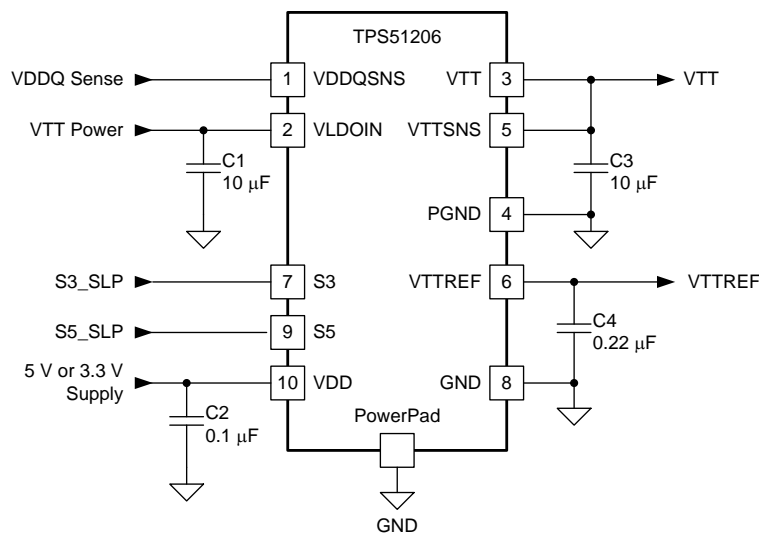 TPS51206
VDDQ Sense
1
VDDQSNS
VTT
3
VTT
VTT Power
2
VLDOIN
VTTSNS
5
C1
10 μF
C3
10 μF
PGND
4
S3_SLP
7
S3
VTTREF
6
VTTREF
S5_SLP
9
S5
C4
0.22 μF
5 V or 3.3 V
Supply
10
VDD
GND
8
C2
0.1 μF
PowerPad
GND